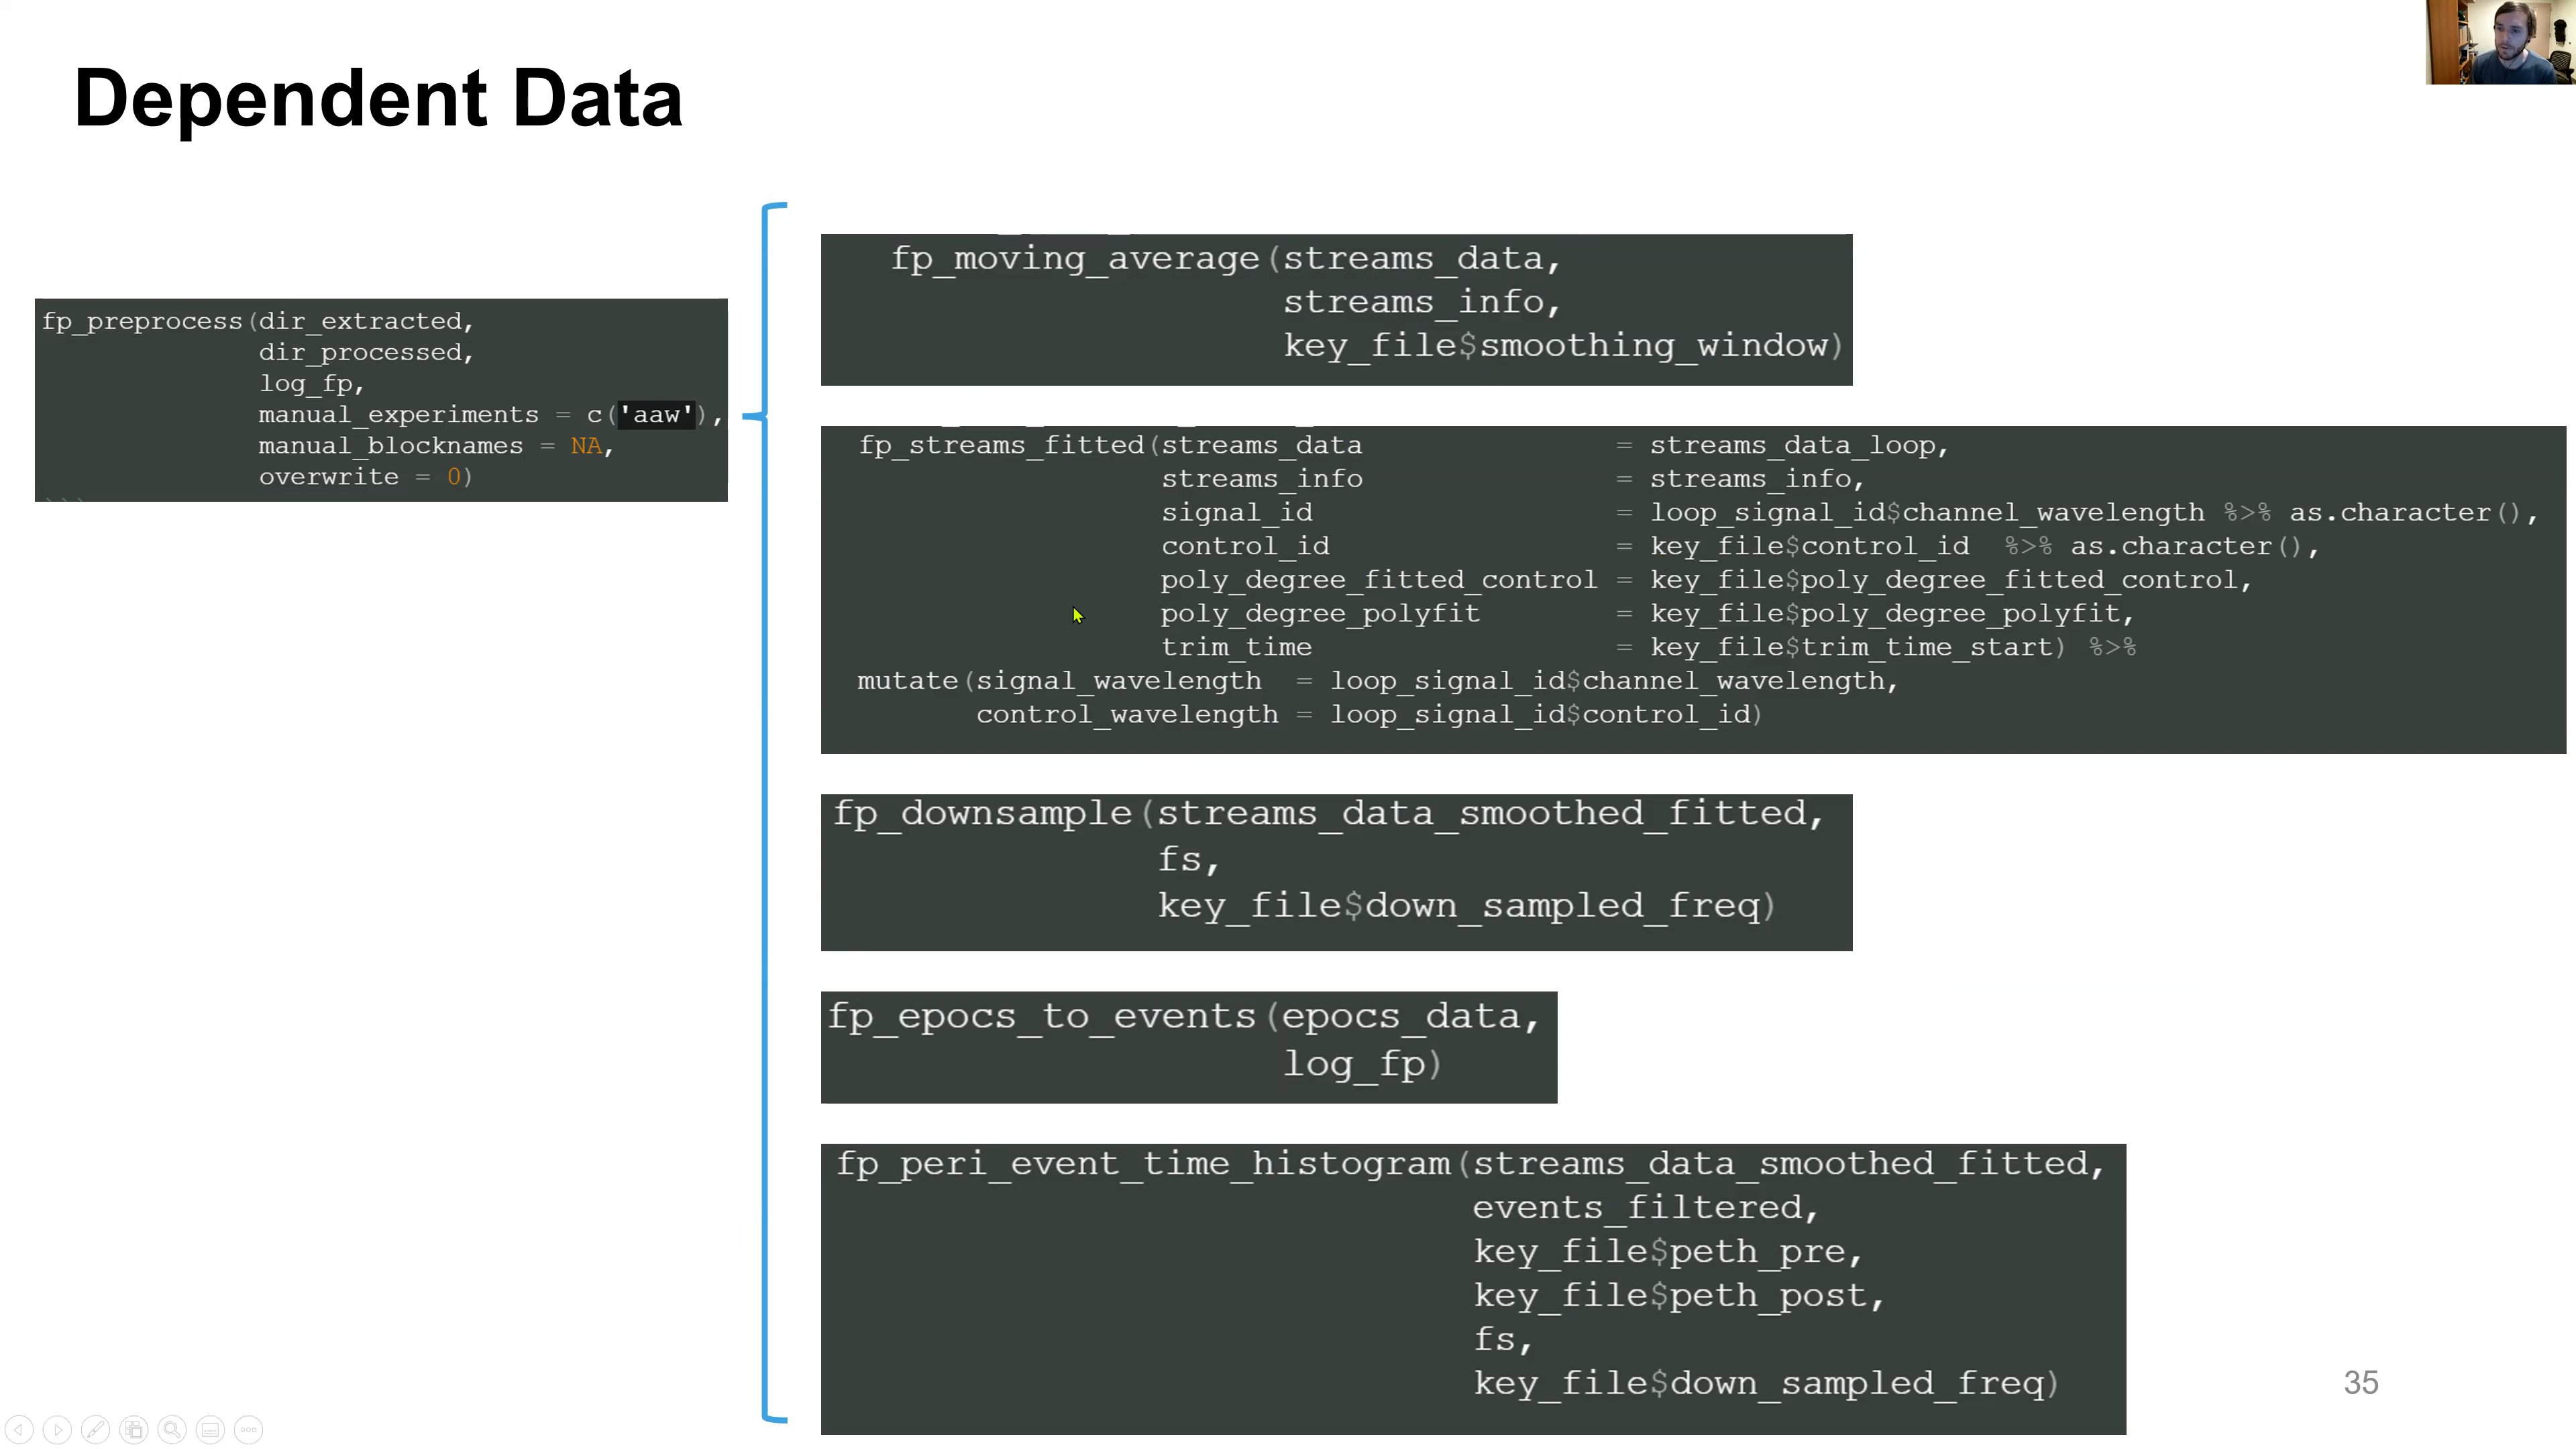 Dependent Data
fp_preprocess(dir_extracted,
dir_processed,
log_fp,
manual_experiments = c('aaw'),
manual_blocknames = NA,
overwrite = 0)
fp_moving_average(streams_data,
streams_info,
key_file$smoothing_window)
fp_streams_fitted(streams_data = streams_data_loop,
streams_info = streams_info,
signal_id = loop_signal_id$channel_wavelength %>% as.character(),
control_id = key_file$control_id %>% as.character(),
poly_degree_fitted_control = key_file$poly_degree_fitted_control,
poly_degree_polyfit = key_file$poly_degree_polyfit,
trim_time = key_file$trim_time_start) %>%
mutate(signal_wavelength = loop_signal_id$channel_wavelength,
control_wavelength = loop_signal_id$control_id)
fp_downsample(streams_data_smoothed_fitted,
fs,
key_file$down_sampled_freq)
fp_epocs_to_events(epocs_data,
log_fp)
fp_peri_event_time_histogram(streams_data_smoothed_fitted,
events_filtered,
key_file$peth_pre,
key_file$peth_post,
fs,
key_file$down_sampled_freq)
35